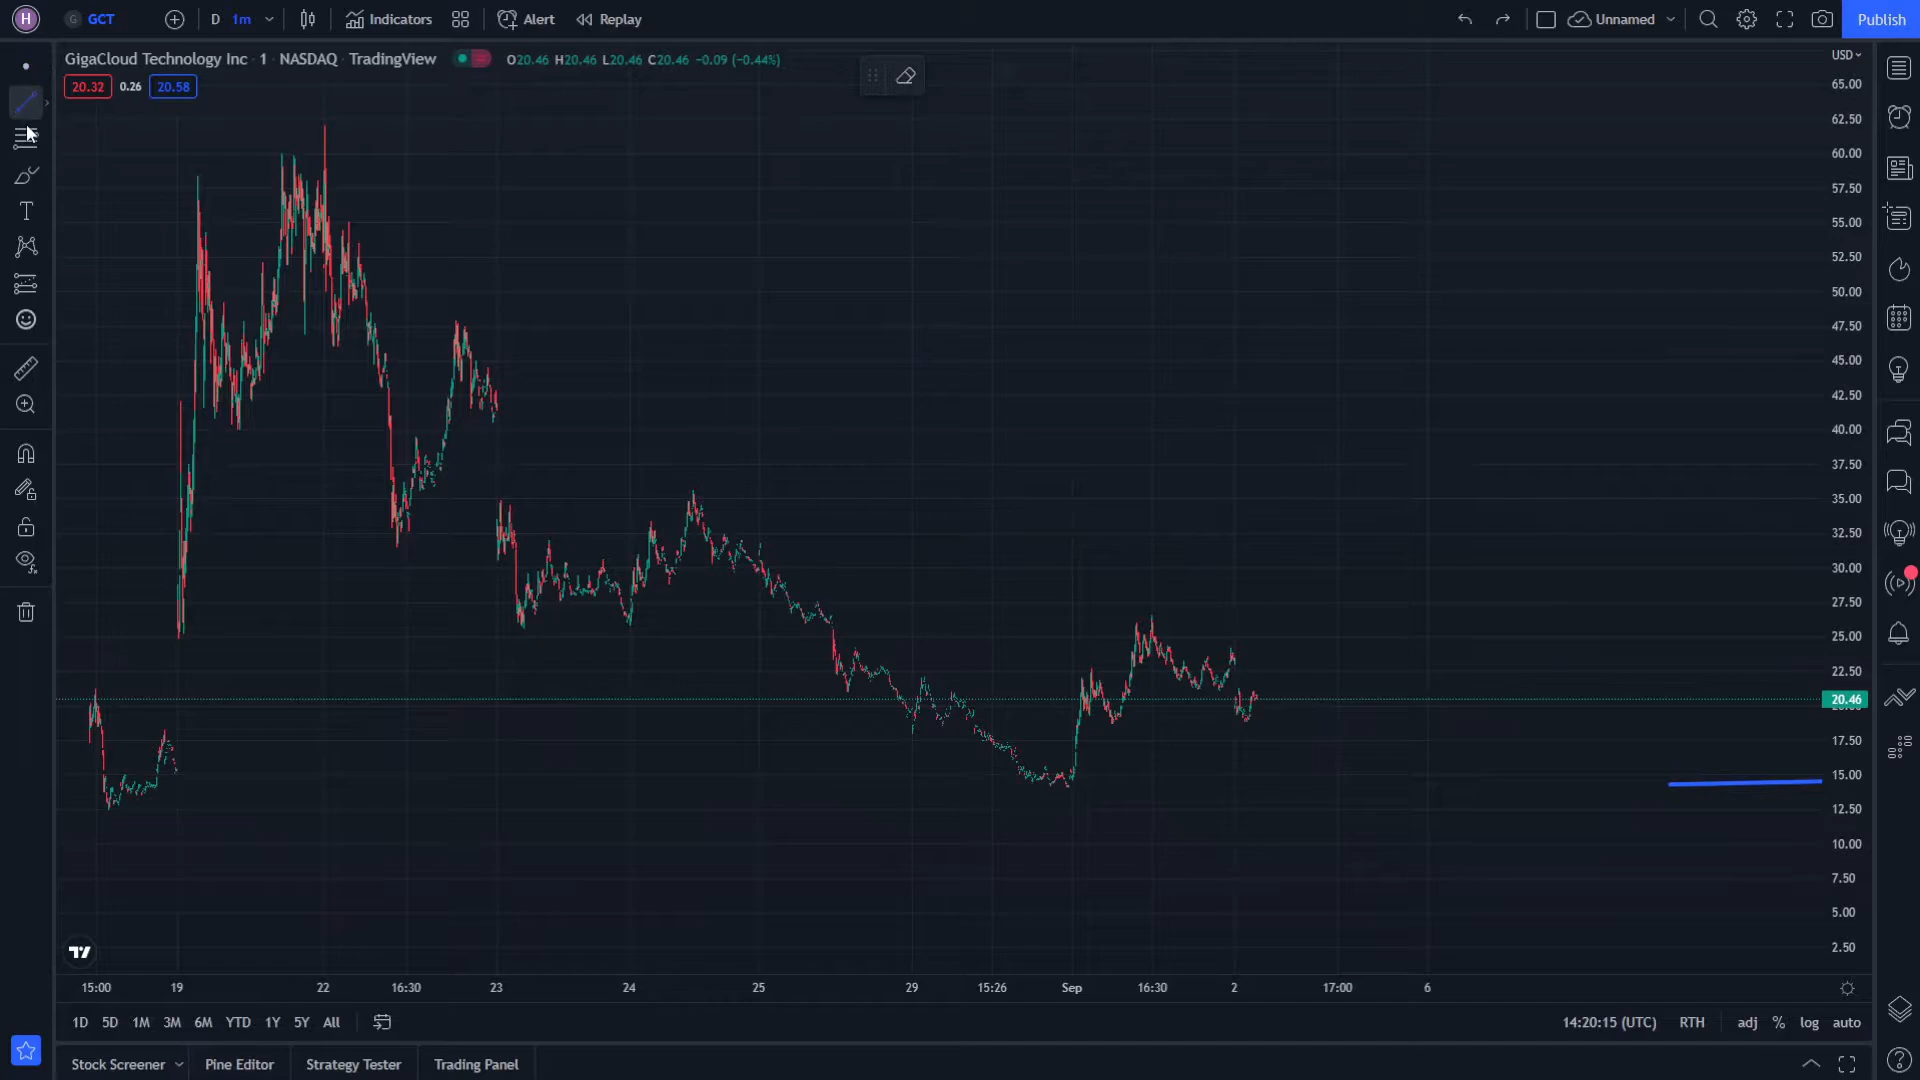 H
G GCT
D 1m
Indicators
Alert
Replay
Unnamed
Publish
GigaCloud Technology Inc · 1 · NASDAQ · TradingView
O20.46 H20.46 L20.46 C20.46 −0.09 (−0.44%)
20.32 0.26 20.58
USD
65.00
62.50
60.00
57.50
55.00
52.50
50.00
47.50
45.00
42.50
40.00
37.50
35.00
32.50
30.00
27.50
25.00
22.50
20.46
17.50
15.00
12.50
10.00
7.50
5.00
2.50
15:00 19 22 16:30 23 24 25 29 15:26 Sep 16:30 2 17:00 6
1D 5D 1M 3M 6M YTD 1Y 5Y All
14:20:15 (UTC) RTH adj % log auto
Stock Screener Pine Editor Strategy Tester Trading Panel